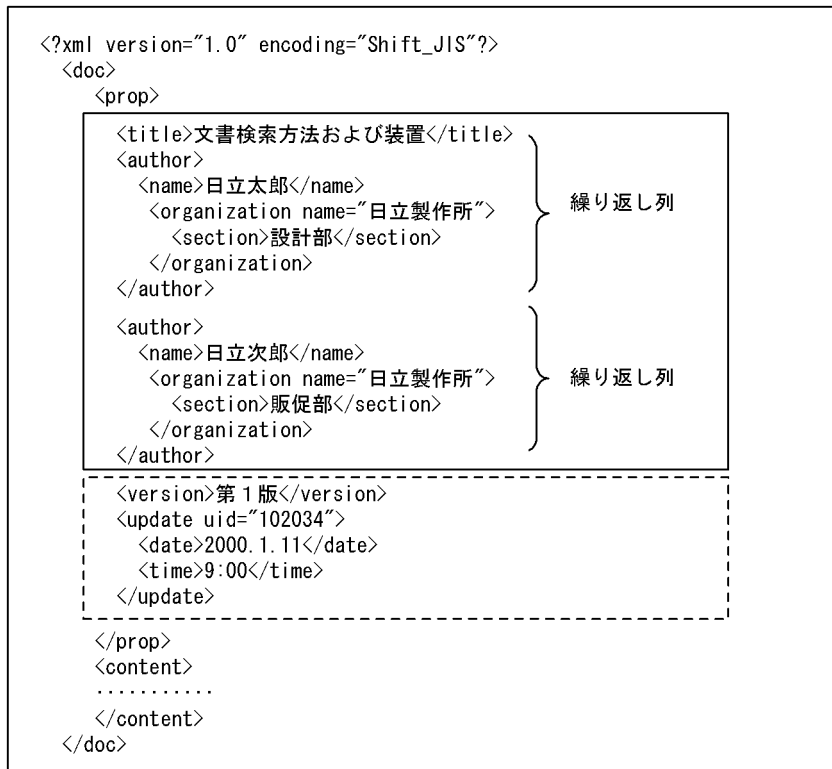 <?xml version="1.0" encoding="Shift_JIS"?>
<doc>
<prop>
<title>文書検索方法および装置</title>
<author>
<name>日立太郎</name>
<organization name="日立製作所">
繰り返し列
<section>設計部</section>
</organization>
</author>
<author>
<name>日立次郎</name>
<organization name="日立製作所">
繰り返し列
<section>販促部</section>
</organization>
</author>
<version>第1版</version>
<update uid="102034">
<date>2000.1.11</date>
<time>9:00</time>
</update>
</prop>
<content>
...........
</content>
</doc>